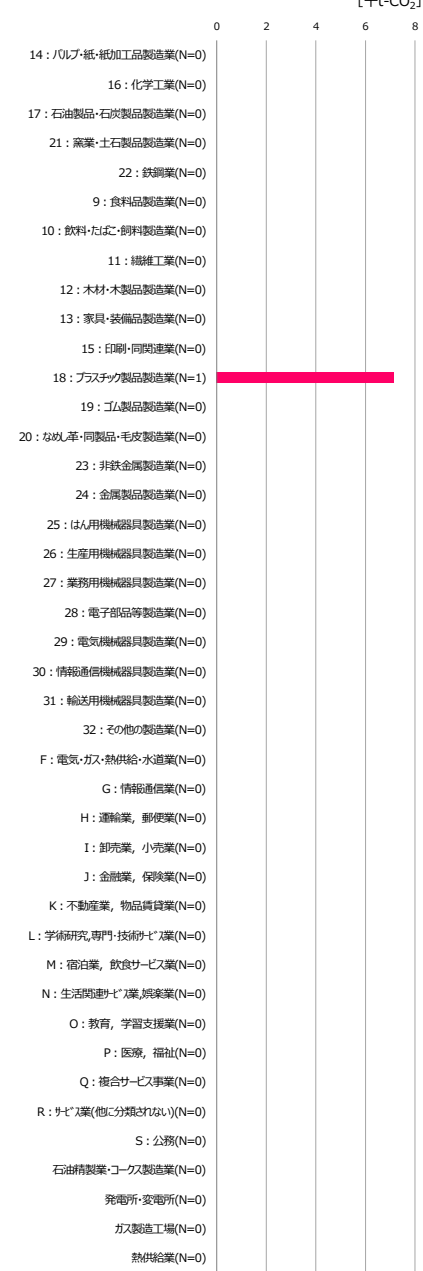 [千t-CO₂]
0 2 4 6 8
14：パルプ・紙・紙加工品製造業(N=0)
16：化学工業(N=0)
17：石油製品・石炭製品製造業(N=0)
21：窯業・土石製品製造業(N=0)
22：鉄鋼業(N=0)
9：食料品製造業(N=0)
10：飲料・たばこ・飼料製造業(N=0)
11：繊維工業(N=0)
12：木材・木製品製造業(N=0)
13：家具・装備品製造業(N=0)
15：印刷・同関連業(N=0)
18：プラスチック製品製造業(N=1)
19：ゴム製品製造業(N=0)
20：なめし革・同製品・毛皮製造業(N=0)
23：非鉄金属製造業(N=0)
24：金属製品製造業(N=0)
25：はん用機械器具製造業(N=0)
26：生産用機械器具製造業(N=0)
27：業務用機械器具製造業(N=0)
28：電子部品等製造業(N=0)
29：電気機械器具製造業(N=0)
30：情報通信機械器具製造業(N=0)
31：輸送用機械器具製造業(N=0)
32：その他の製造業(N=0)
F：電気・ガス・熱供給・水道業(N=0)
G：情報通信業(N=0)
H：運輸業，郵便業(N=0)
I：卸売業，小売業(N=0)
J：金融業，保険業(N=0)
K：不動産業，物品賃貸業(N=0)
L：学術研究,専門・技術ｻｰﾋﾞｽ業(N=0)
M：宿泊業，飲食サービス業(N=0)
N：生活関連ｻｰﾋﾞｽ業,娯楽業(N=0)
O：教育，学習支援業(N=0)
P：医療，福祉(N=0)
Q：複合サービス事業(N=0)
R：ｻｰﾋﾞｽ業(他に分類されない)(N=0)
S：公務(N=0)
石油精製業・コークス製造業(N=0)
発電所・変電所(N=0)
ガス製造工場(N=0)
熱供給業(N=0)